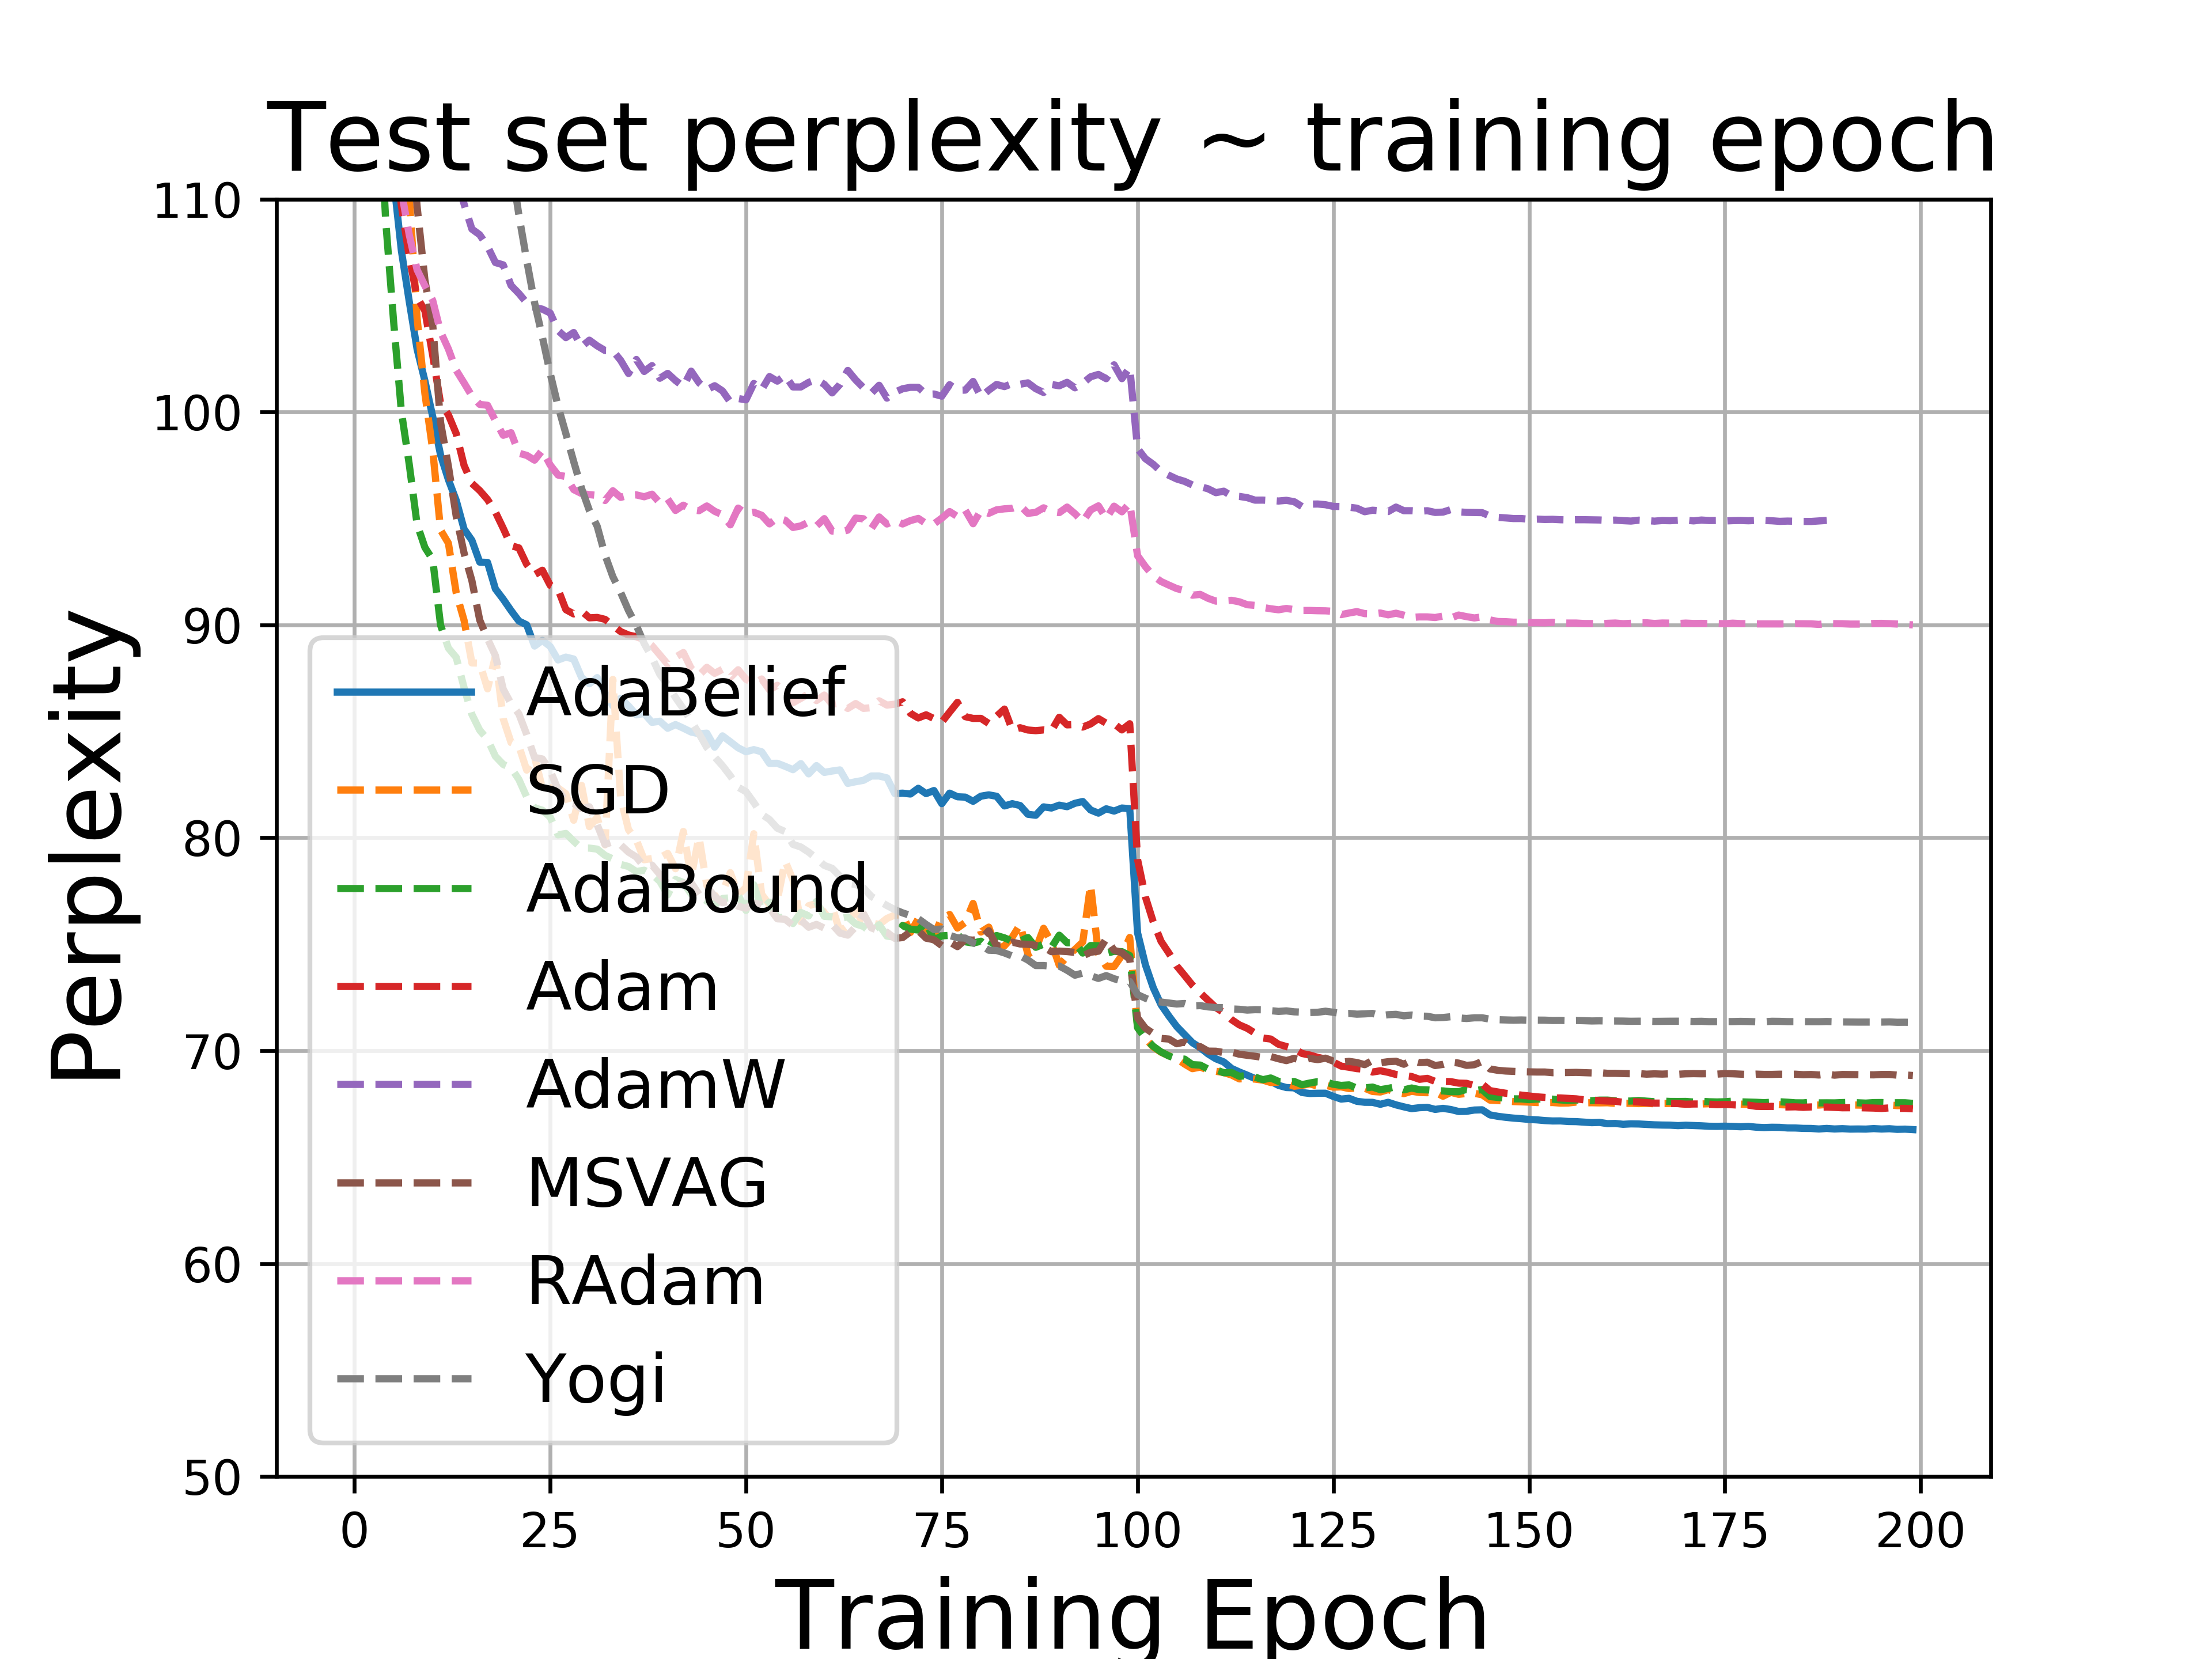 Test set perplexity ~ training epoch
Perplexity
110
100
90
80
70
60
50
AdaBelief
SGD
AdaBound
Adam
AdamW
MSVAG
RAdam
Yogi
0 25 50 75 100 125 150 175 200
Training Epoch